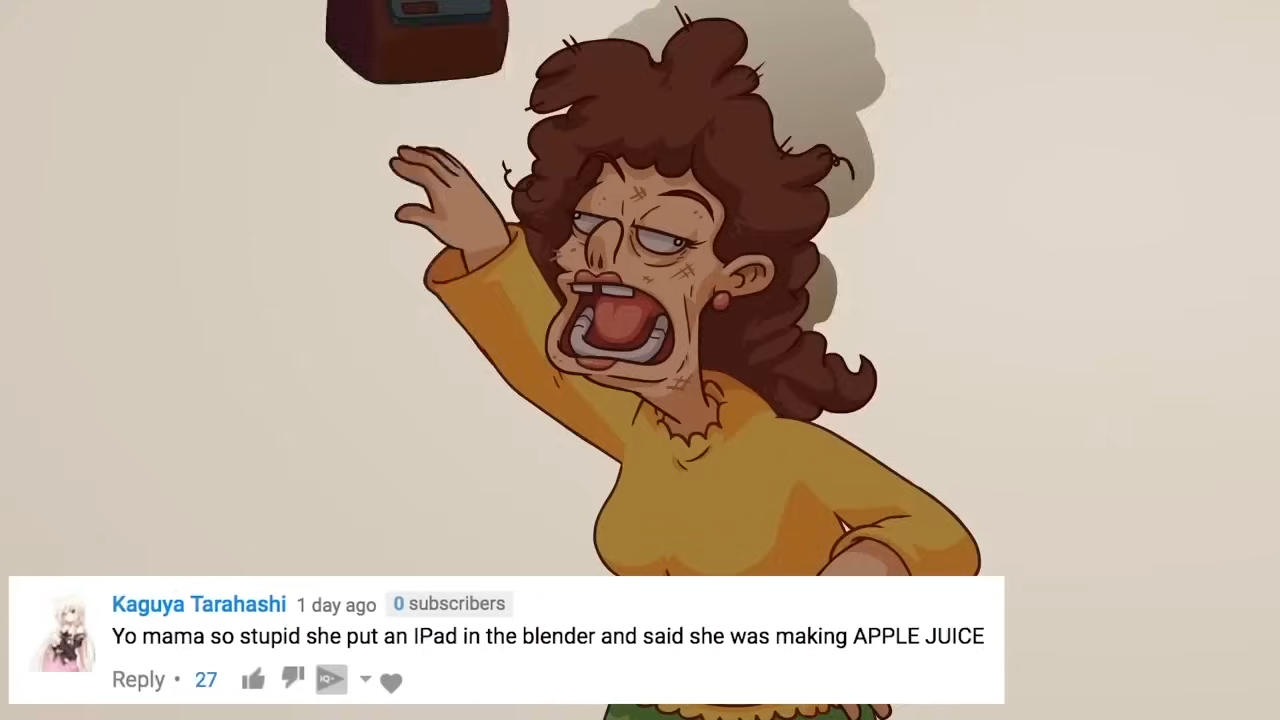 Kaguya Tarahashi 1 day ago 0 subscribers
Yo mama so stupid she put an IPad in the blender and said she was making APPLE JUICE
Reply • 27 IQ